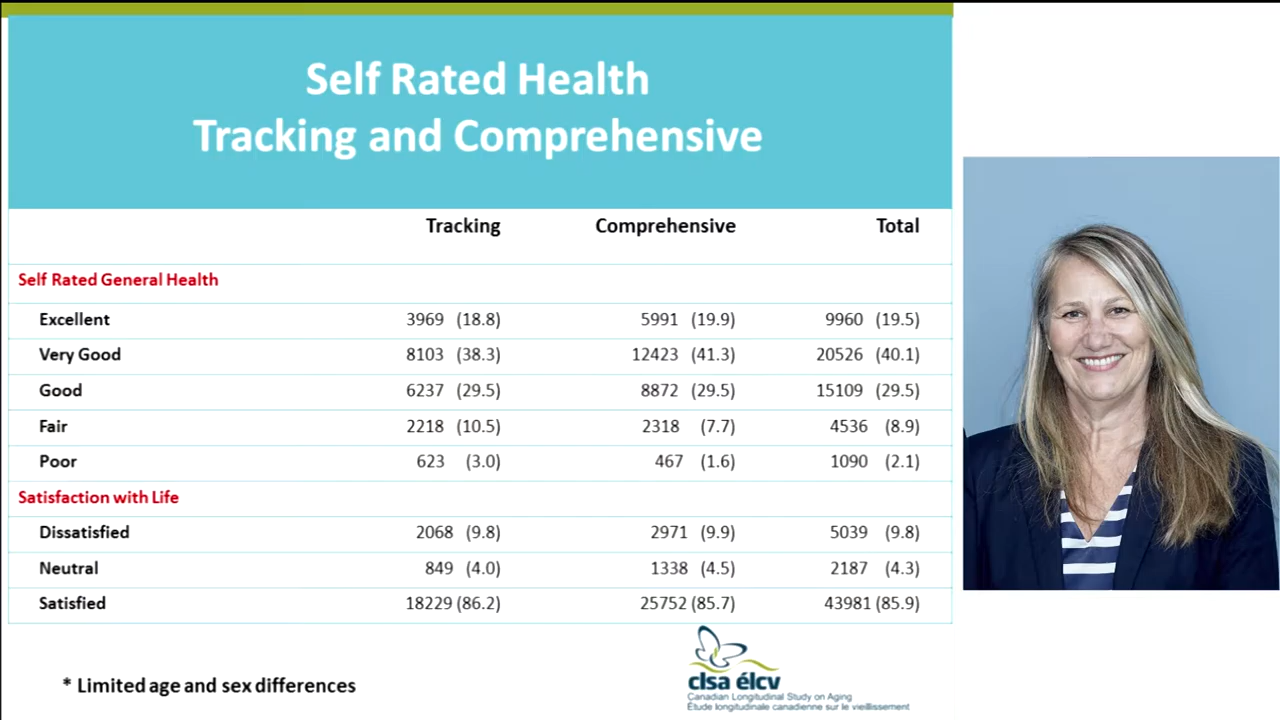 Self Rated Health
Tracking and Comprehensive
Tracking Comprehensive Total
Self Rated General Health
Excellent 3969 (18.8) 5991 (19.9) 9960 (19.5)
Very Good 8103 (38.3) 12423 (41.3) 20526 (40.1)
Good 6237 (29.5) 8872 (29.5) 15109 (29.5)
Fair 2218 (10.5) 2318 (7.7) 4536 (8.9)
Poor 623 (3.0) 467 (1.6) 1090 (2.1)
Satisfaction with Life
Dissatisfied 2068 (9.8) 2971 (9.9) 5039 (9.8)
Neutral 849 (4.0) 1338 (4.5) 2187 (4.3)
Satisfied 18229 (86.2) 25752 (85.7) 43981 (85.9)
* Limited age and sex differences
clsa élcv
Canadian Longitudinal Study on Aging
Étude longitudinale canadienne sur le vieillissement